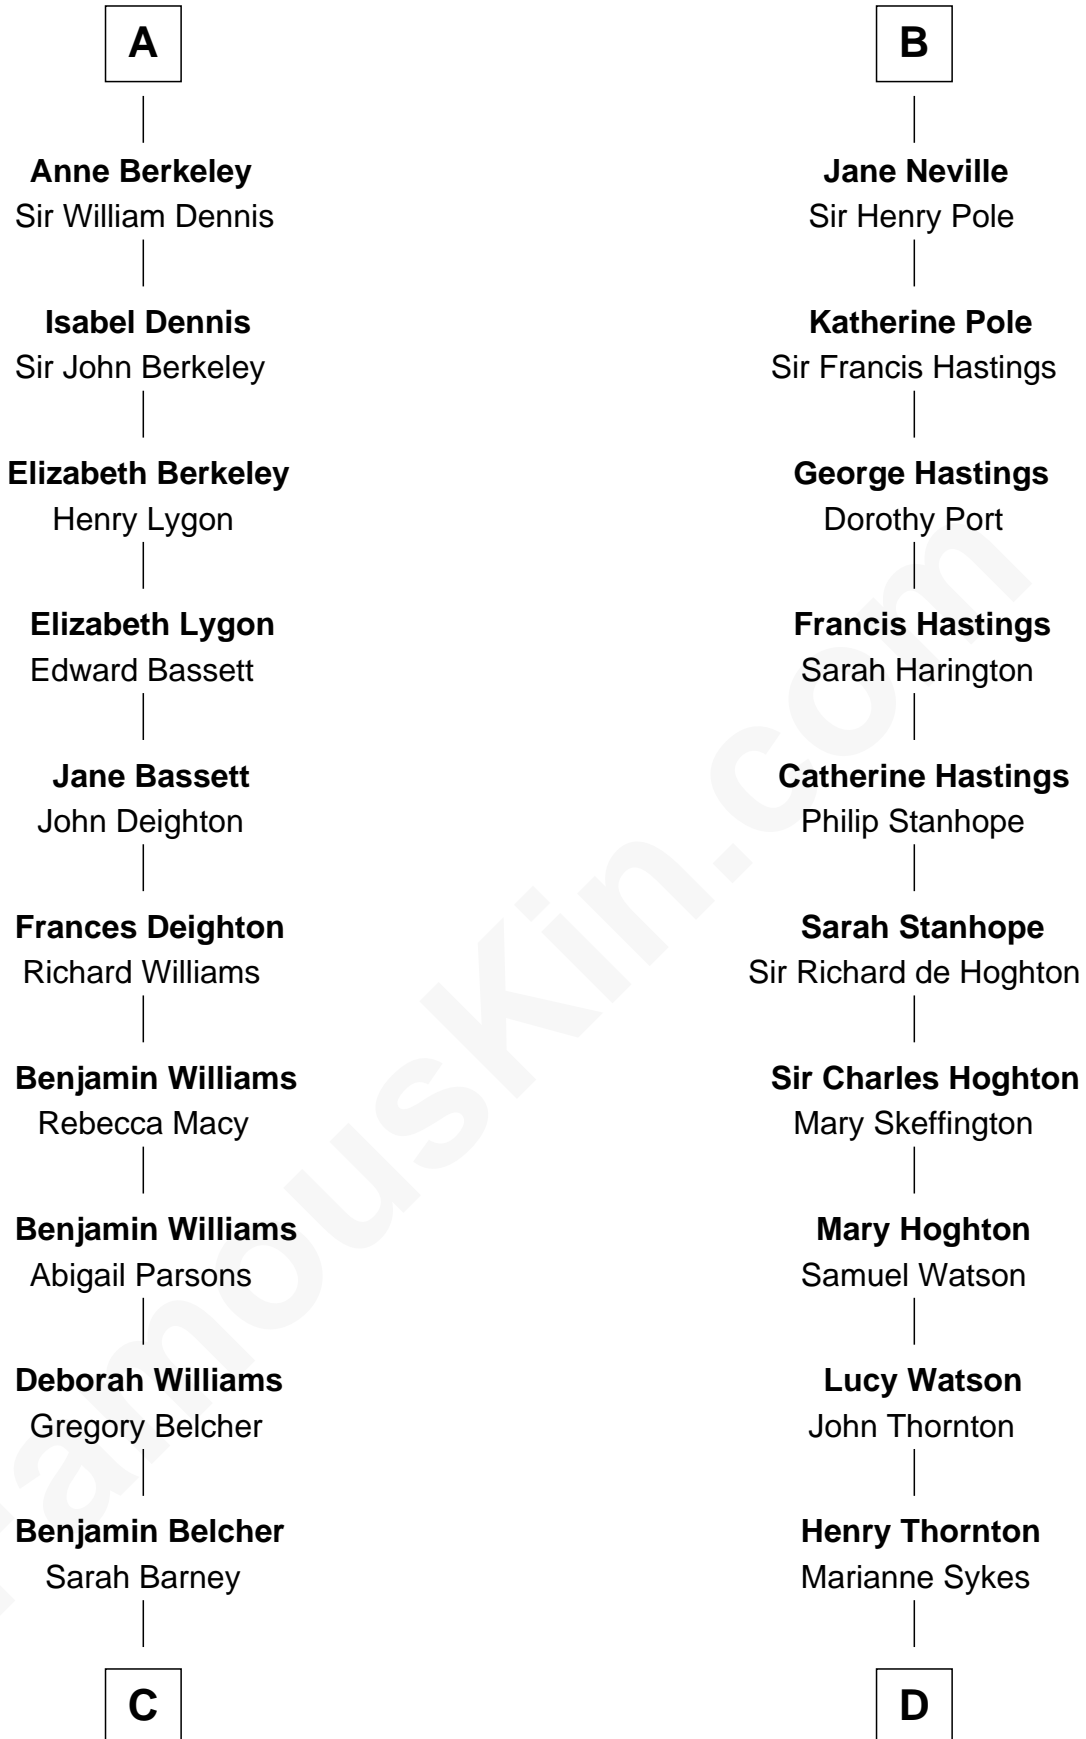 A
Anne Berkeley
Sir William Dennis
Isabel Dennis
Sir John Berkeley
Elizabeth Berkeley
Henry Lygon
Elizabeth Lygon
Edward Bassett
Jane Bassett
John Deighton
Frances Deighton
Richard Williams
Benjamin Williams
Rebecca Macy
Benjamin Williams
Abigail Parsons
Deborah Williams
Gregory Belcher
Benjamin Belcher
Sarah Barney
C
B
Jane Neville
Sir Henry Pole
Katherine Pole
Sir Francis Hastings
George Hastings
Dorothy Port
Francis Hastings
Sarah Harington
Catherine Hastings
Philip Stanhope
Sarah Stanhope
Sir Richard de Hoghton
Sir Charles Hoghton
Mary Skeffington
Mary Hoghton
Samuel Watson
Lucy Watson
John Thornton
Henry Thornton
Marianne Sykes
D
FamousKin.com